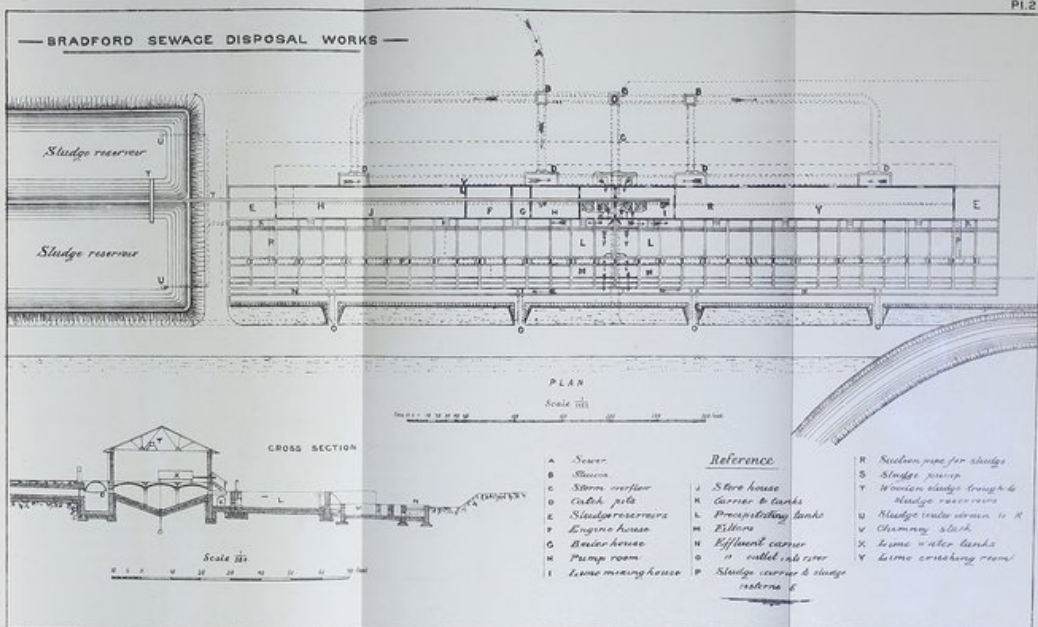 Pl.2
BRADFORD SEWAGE DISPOSAL WORKS
Sludge reservoir
Sludge reservoir
PLAN
Scale
CROSS SECTION
Scale
Reference
A Sewer
B Sluices
C Storm overflow
D Catch pits
E Sludge reservoirs
F Engine house
G Boiler house
H Pump room
I Lime mixing house
J Store house
K Carrier to tanks
L Precipitating tanks
M Filters
N Effluent carrier
O " outlet into river
P Sludge carrier to sludge
E
R Suction pipe for sludge
S Sludge pump
T Wooden sludge trough to
sludge reservoirs
U Sludge water drawn to R
V Chimney stack
X Lime water tanks
Y Lime crushing room